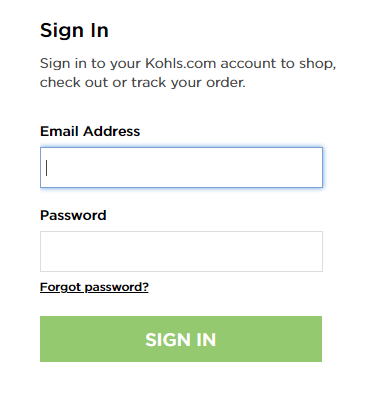 Sign In
Sign in to your Kohls.com account to shop,
check out or track your order.
Email Address
Password
Forgot password?
SIGN IN